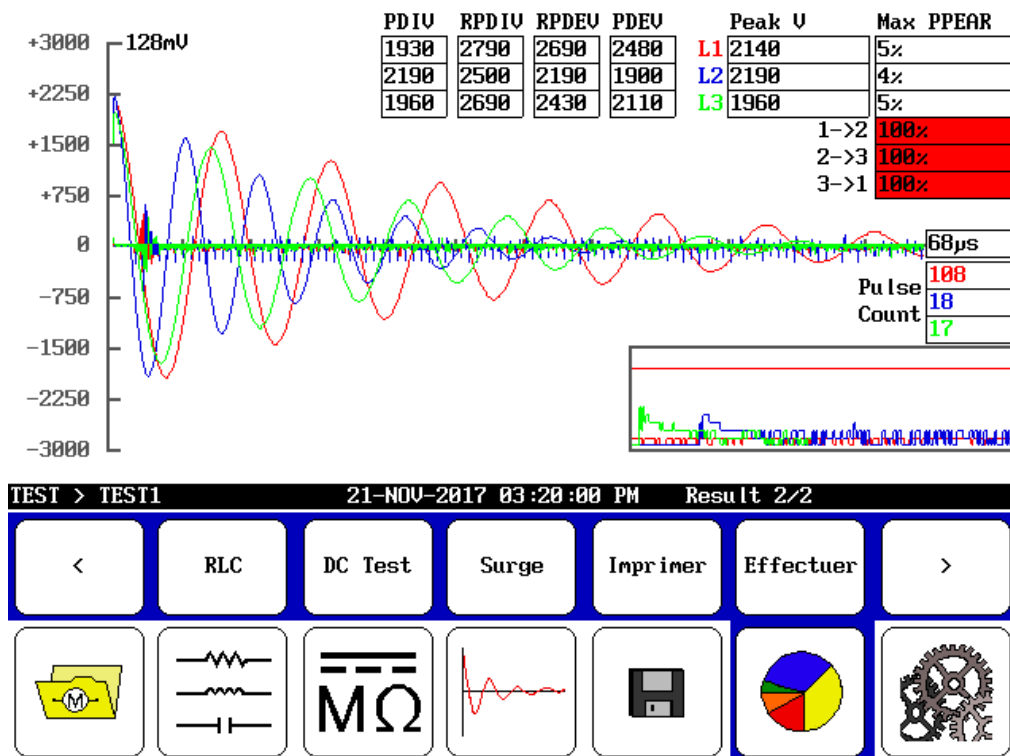 PDIV RPDIV RPDEV PDEV Peak V Max PPEAR
+3000 128mV
1930 2790 2690 2480 L1 2140 5%
2190 2500 2190 1900 L2 2190 4%
+2250
1960 2690 2430 2110 L3 1960 5%
1->2 100%
+1500
2->3 100%
3->1 100%
+750
0
68µs
Pulse Count
108
18
17
-750
-1500
-2250
-3000
TEST > TEST1 21-NOV-2017 03:20:00 PM Result 2/2
< RLC DC Test Surge Imprimer Effectuer >
M MΩ